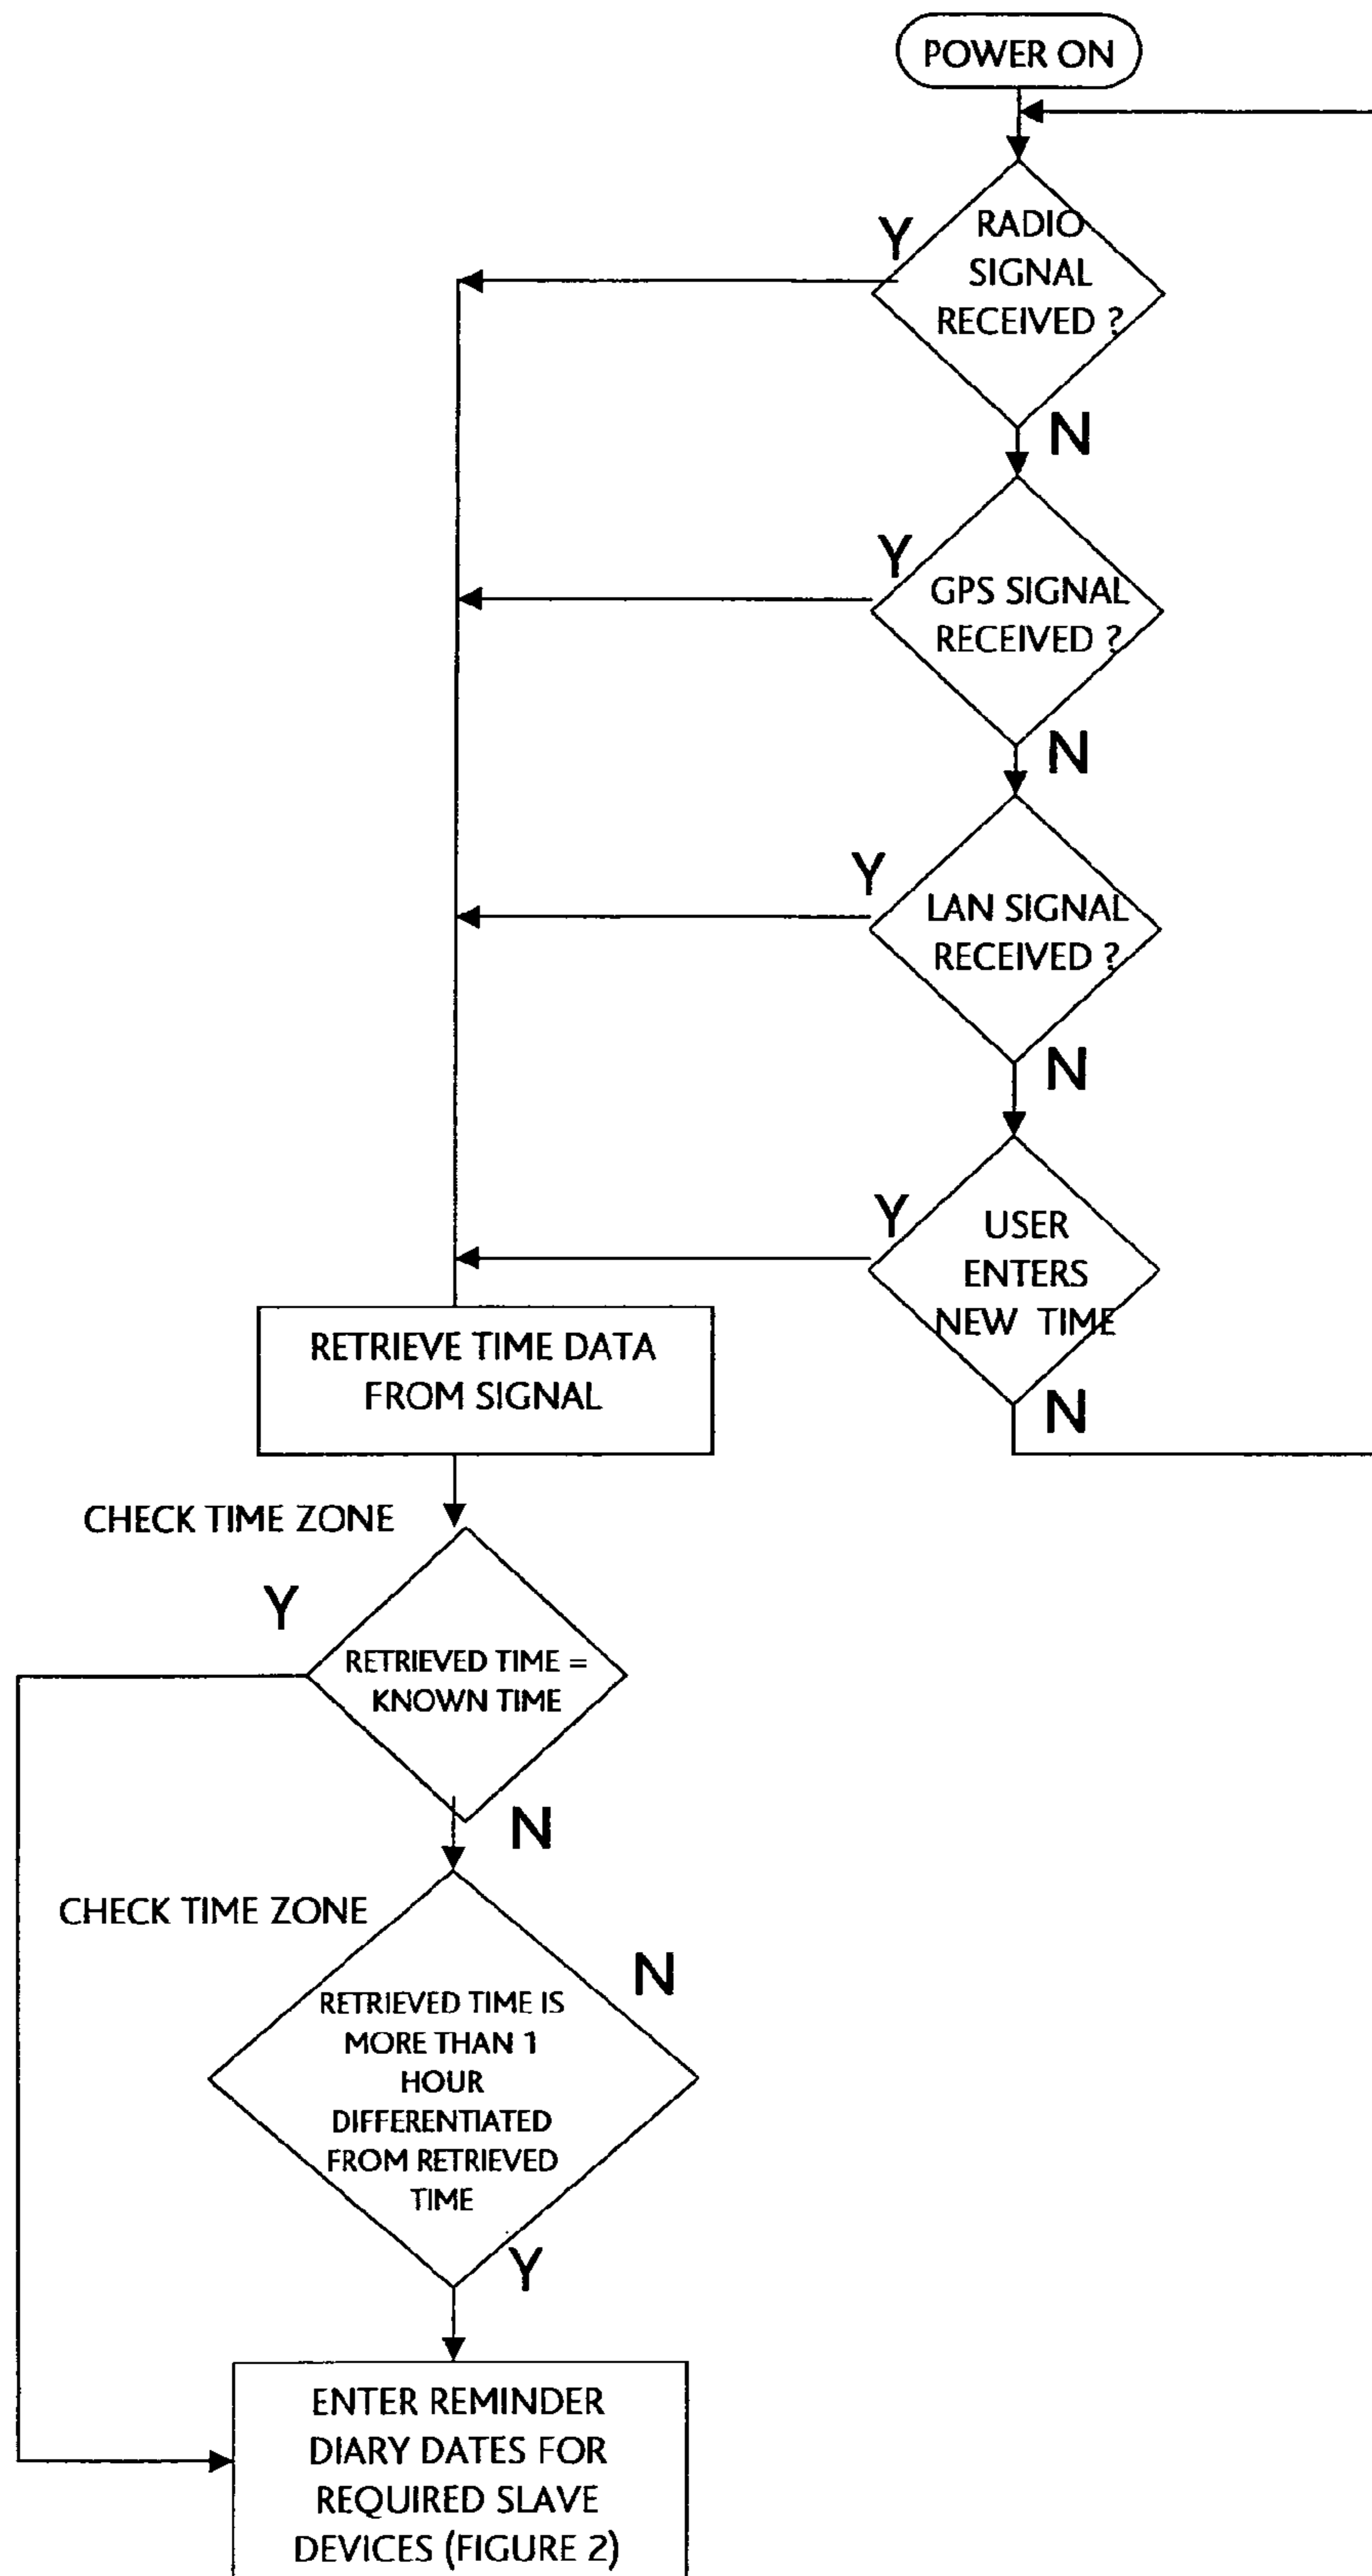 POWER ON
Y
RADIO
SIGNAL
RECEIVED ?
N
Y
GPS SIGNAL
RECEIVED ?
N
Y
LAN SIGNAL
RECEIVED ?
N
Y
USER
ENTERS
NEW TIME
N
RETRIEVE TIME DATA
FROM SIGNAL
CHECK TIME ZONE
Y
RETRIEVED TIME =
KNOWN TIME
N
CHECK TIME ZONE
N
RETRIEVED TIME IS
MORE THAN 1
HOUR
DIFFERENTIATED
FROM RETRIEVED
TIME
Y
ENTER REMINDER
DIARY DATES FOR
REQUIRED SLAVE
DEVICES (FIGURE 2)